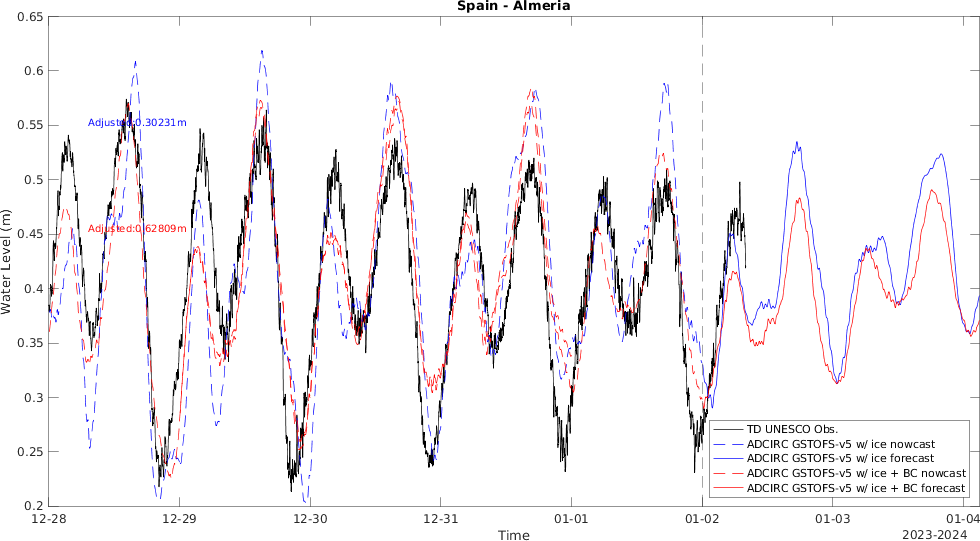 Spain - Almeria
0.65
0.6
0.55
0.5
0.45
0.4
0.35
0.3
0.25
0.2
Water Level (m)
Adjusted:0.30231m
Adjusted:0.62809m
TD UNESCO Obs.
ADCIRC GSTOFS-v5 w/ ice nowcast
ADCIRC GSTOFS-v5 w/ ice forecast
ADCIRC GSTOFS-v5 w/ ice + BC nowcast
ADCIRC GSTOFS-v5 w/ ice + BC forecast
12-28 12-29 12-30 12-31 01-01 01-02 01-03 01-04
Time
2023-2024